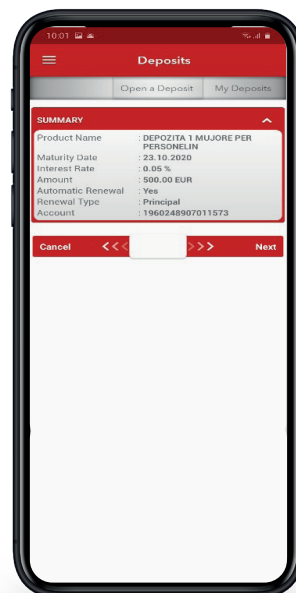 10:01
Deposits
Open a Deposit My Deposits
SUMMARY
Product Name : DEPOZITA 1 MUJORE PER
PERSONELIN
Maturity Date : 23.10.2020
Interest Rate : 0.05 %
Amount : 500.00 EUR
Automatic Renewal : Yes
Renewal Type : Principal
Account : 1960248907011573
Cancel <<< >>> Next